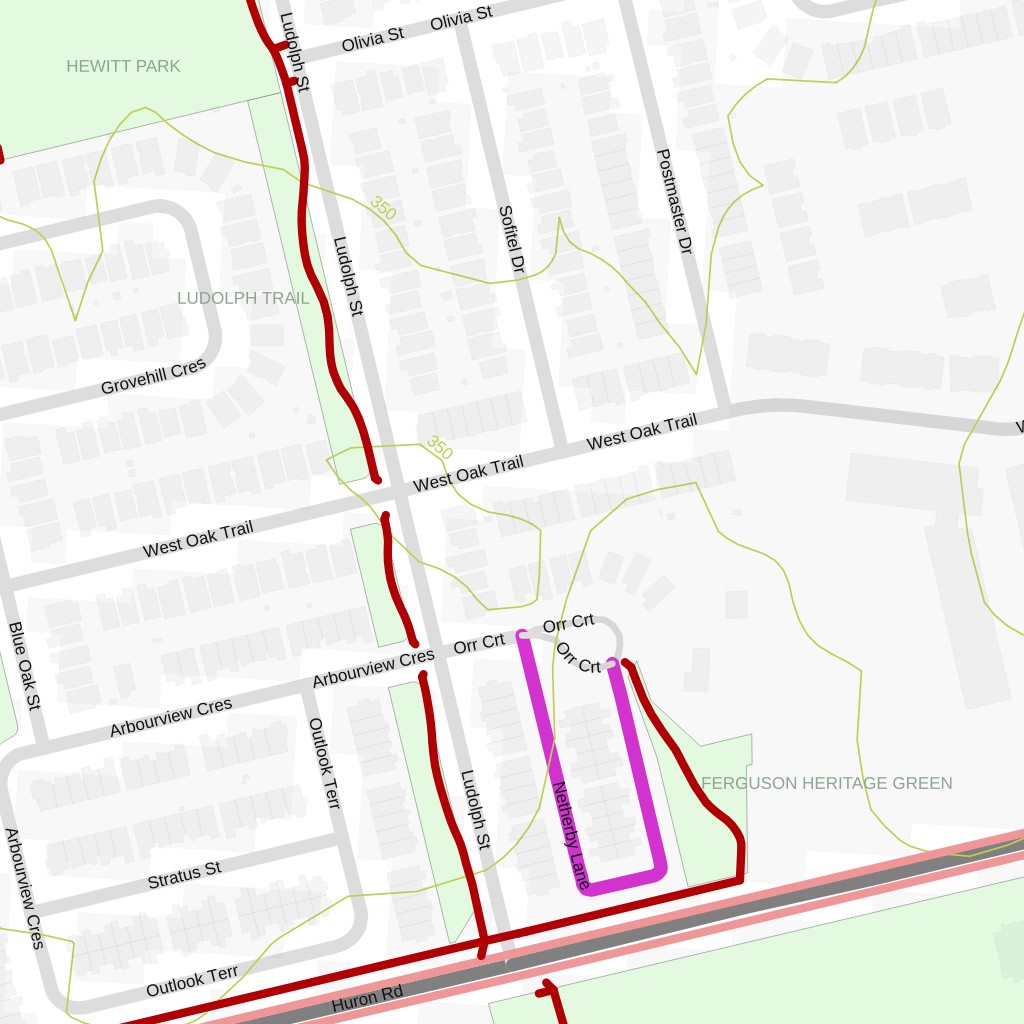 Olivia St
Olivia St
Ludolph St
HEWITT PARK
350
Postmaster Dr
Sofitel Dr
Ludolph St
LUDOLPH TRAIL
Grovehill Cres
West Oak Trail
350
West Oak Trail
W
West Oak Trail
Orr Crt
Orr Crt
Orr Crt
Blue Oak St
Arbourview Cres
Arbourview Cres
Outlook Terr
Ludolph St
Netherby Lane
FERGUSON HERITAGE GREEN
Arbourview Cres
Stratus St
Outlook Terr
Huron Rd